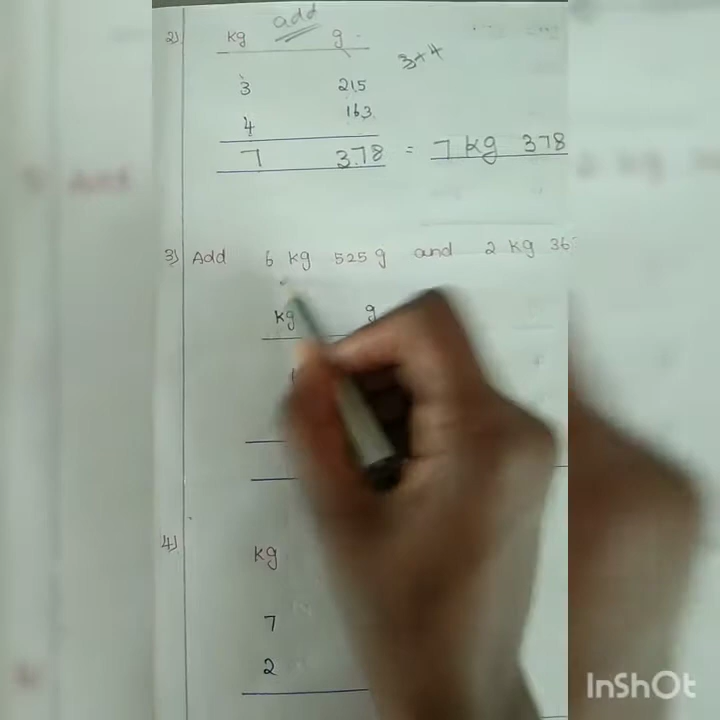 add
2) kg g
3 215
3+4
4 163
7 378 = 7 kg 378
3) Add 6 kg 525 g and 2 kg 36
kg g
4)
kg
7
2
InShOt